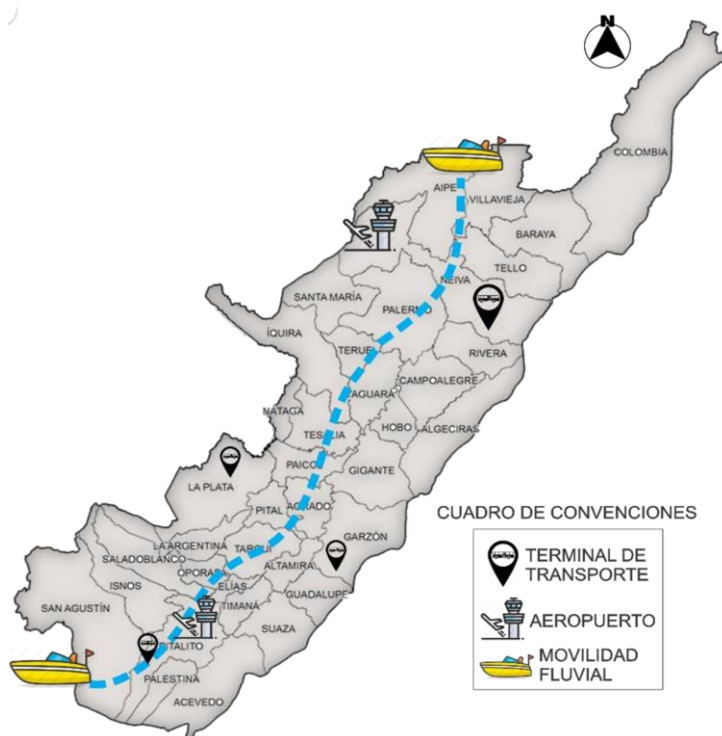 N
COLOMBIA
AIPE
VILLAVIEJA
BARAYA
TELLO
NEIVA
SANTA MARÍA
PALERMO
ÍQUIRA
RIVERA
TERUEL
CAMPOALEGRE
YAGUARÁ
NÁTAGA
HOBO
ALGECIRAS
TESALIA
PAICOL
GIGANTE
LA PLATA
AGRADO
PITAL
CUADRO DE CONVENCIONES
GARZÓN
LA ARGENTINA
TARQUI
SALADOBLANCO
TERMINAL DE
TRANSPORTE
OPORAPA
ALTAMIRA
ISNOS
ELÍAS
GUADALUPE
SAN AGUSTÍN
TIMANÁ
AEROPUERTO
SUAZA
PITALITO
MOVILIDAD
FLUVIAL
PALESTINA
ACEVEDO